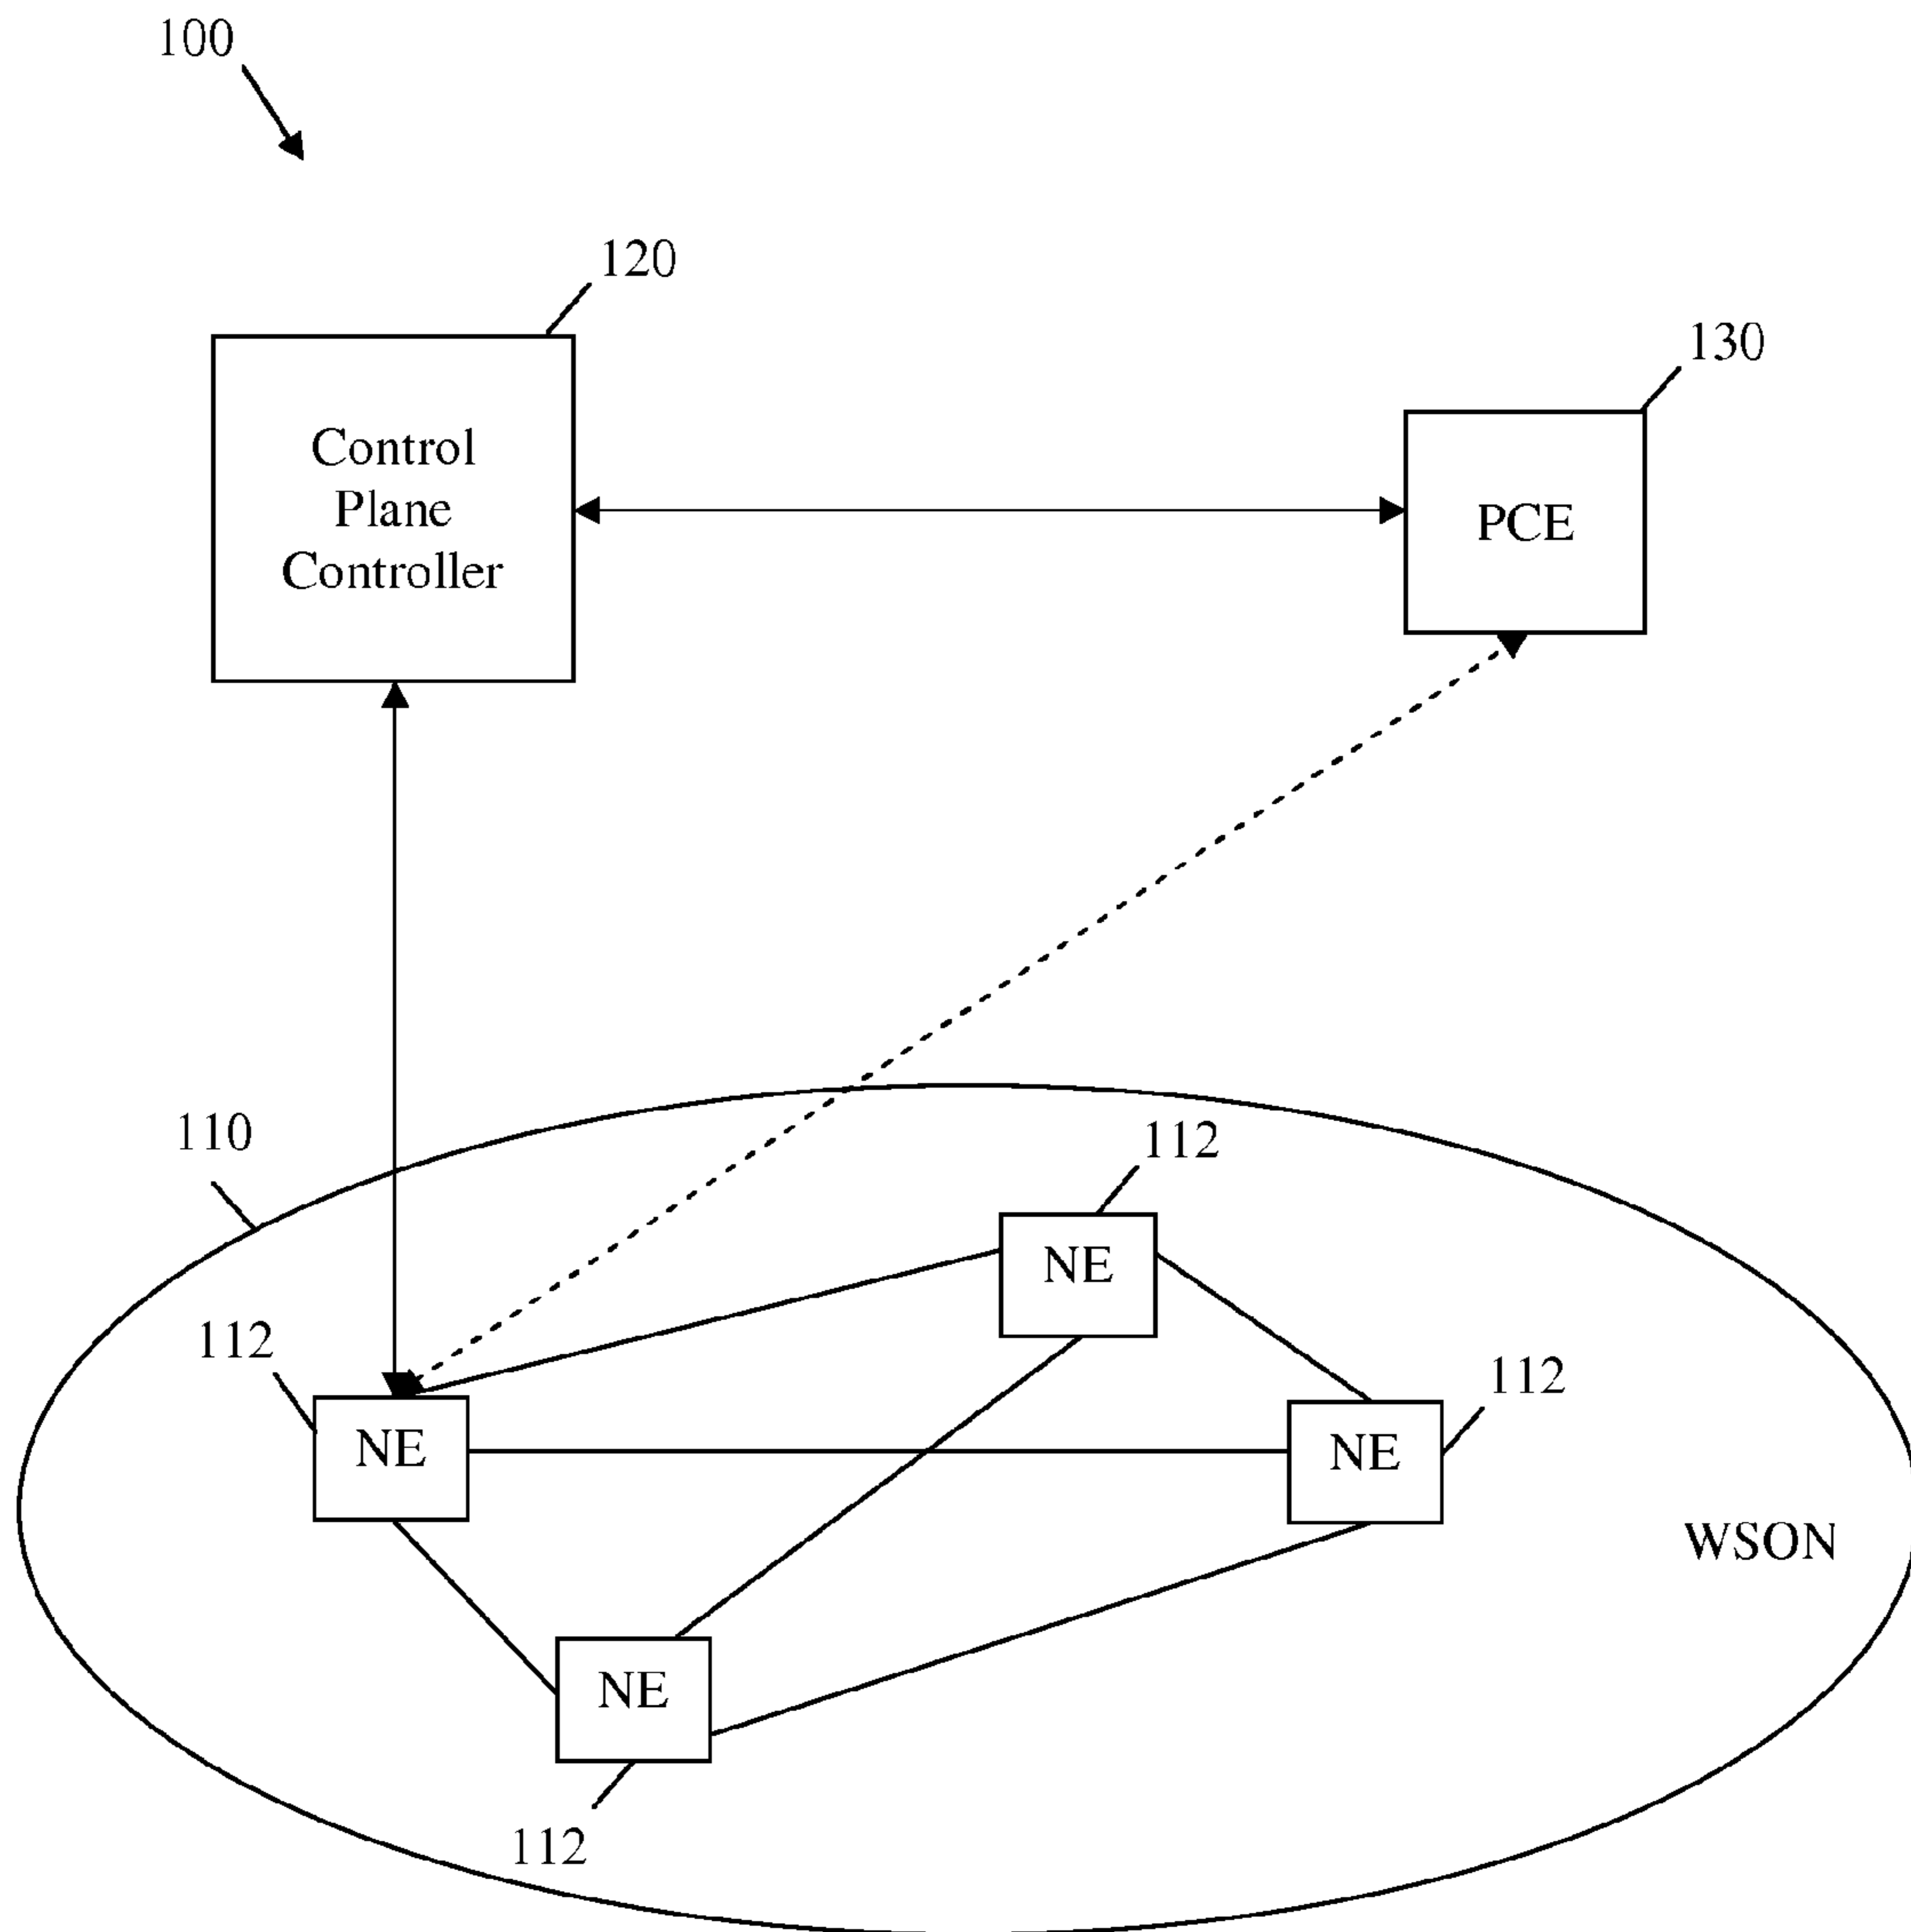 100
120
130
Control
Plane
Controller
PCE
110
112
NE
112
NE
112
NE
WSON
NE
112